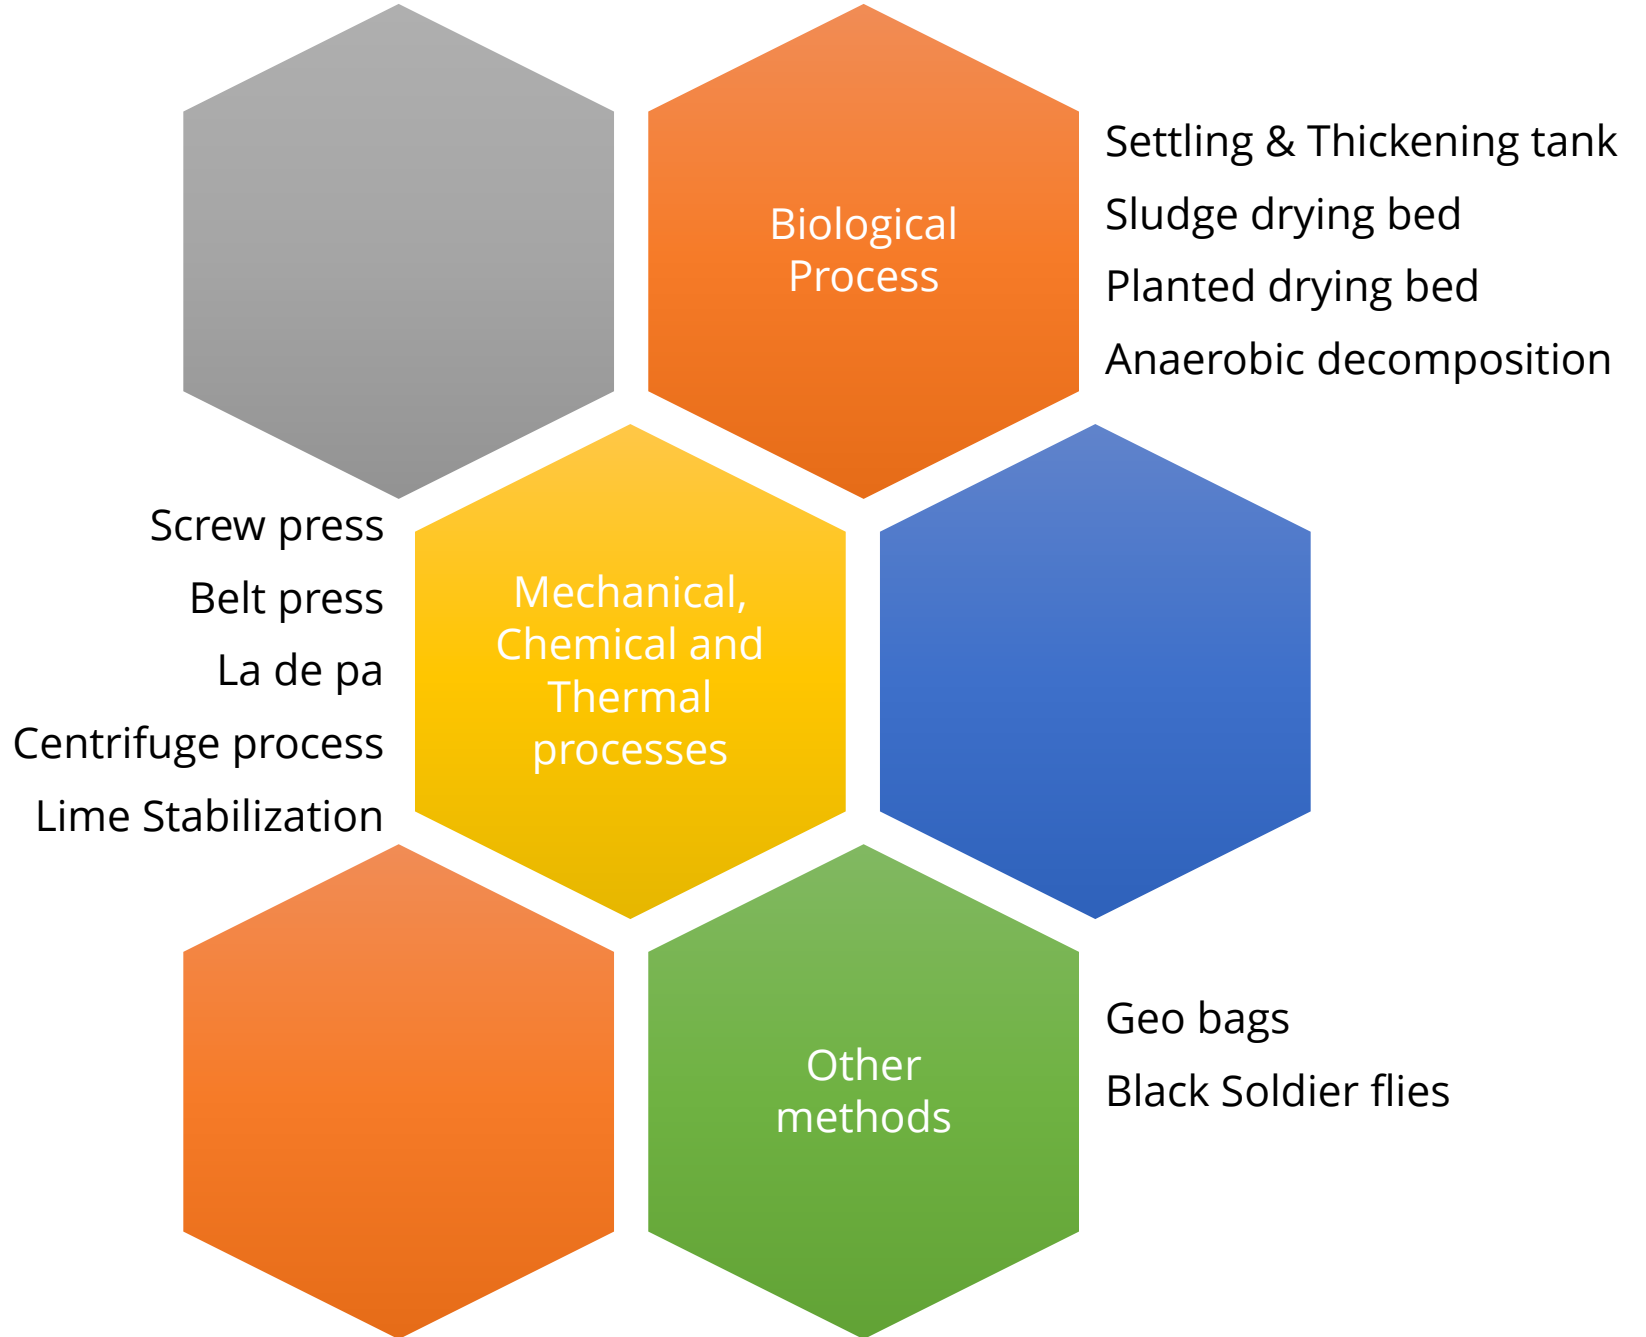 Biological
Process
Settling & Thickening tank
Sludge drying bed
Planted drying bed
Anaerobic decomposition
Screw press
Belt press
La de pa
Centrifuge process
Lime Stabilization
Mechanical,
Chemical and
Thermal
processes
Other
methods
Geo bags
Black Soldier flies